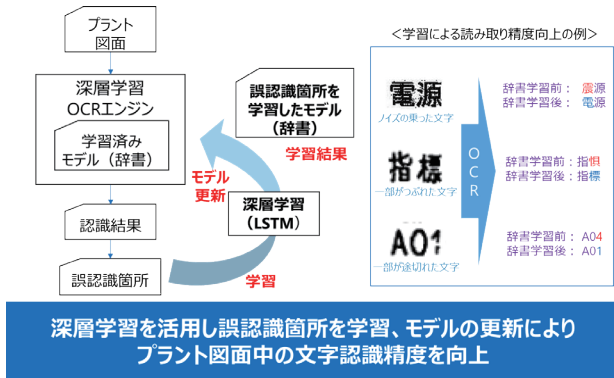 プラント
図面
深層学習
OCRエンジン
学習済み
モデル（辞書）
認識結果
誤認識箇所
誤認識箇所を
学習したモデル
（辞書）
学習結果
モデル
更新
深層学習
（LSTM）
学習
＜学習による読み取り精度向上の例＞
電源
ノイズの乗った文字
指標
一部がつぶれた文字
A01
一部が途切れた文字
OCR
辞書学習前： 震源
辞書学習後： 電源
辞書学習前：指惧
辞書学習後：指標
辞書学習前： A04
辞書学習後： A01
深層学習を活用し誤認識箇所を学習、モデルの更新により
プラント図面中の文字認識精度を向上